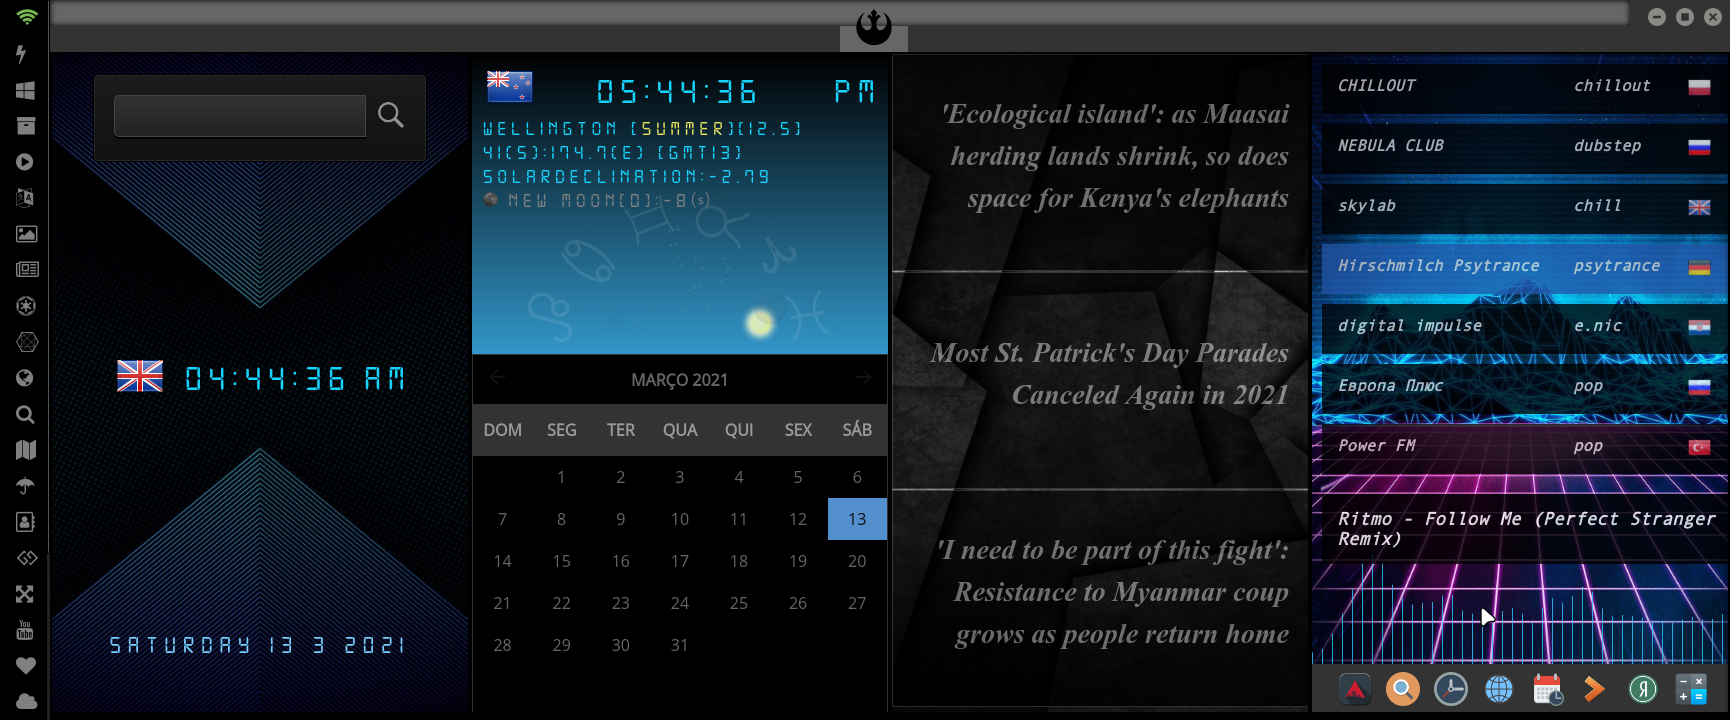 05:44:36 PM
WELLINGTON [SUMMER][12.5]
41(S):174.7(E) [GMT13]
SOLARDECLINATION:-2.79
NEW MOON[0]:-8(s)
04:44:36 AM
SATURDAY 13 3 2021
MARÇO 2021
DOM SEG TER QUA QUI SEX SÁB
1 2 3 4 5 6
7 8 9 10 11 12 13
14 15 16 17 18 19 20
21 22 23 24 25 26 27
28 29 30 31
'Ecological island': as Maasai
herding lands shrink, so does
space for Kenya's elephants
Most St. Patrick's Day Parades
Canceled Again in 2021
'I need to be part of this fight':
Resistance to Myanmar coup
grows as people return home
CHILLOUT chillout
NEBULA CLUB dubstep
skylab chill
Hirschmilch Psytrance psytrance
digital impulse e.nic
Европа Плюс pop
Power FM pop
Ritmo - Follow Me (Perfect Stranger
Remix)
You
Tube
Я